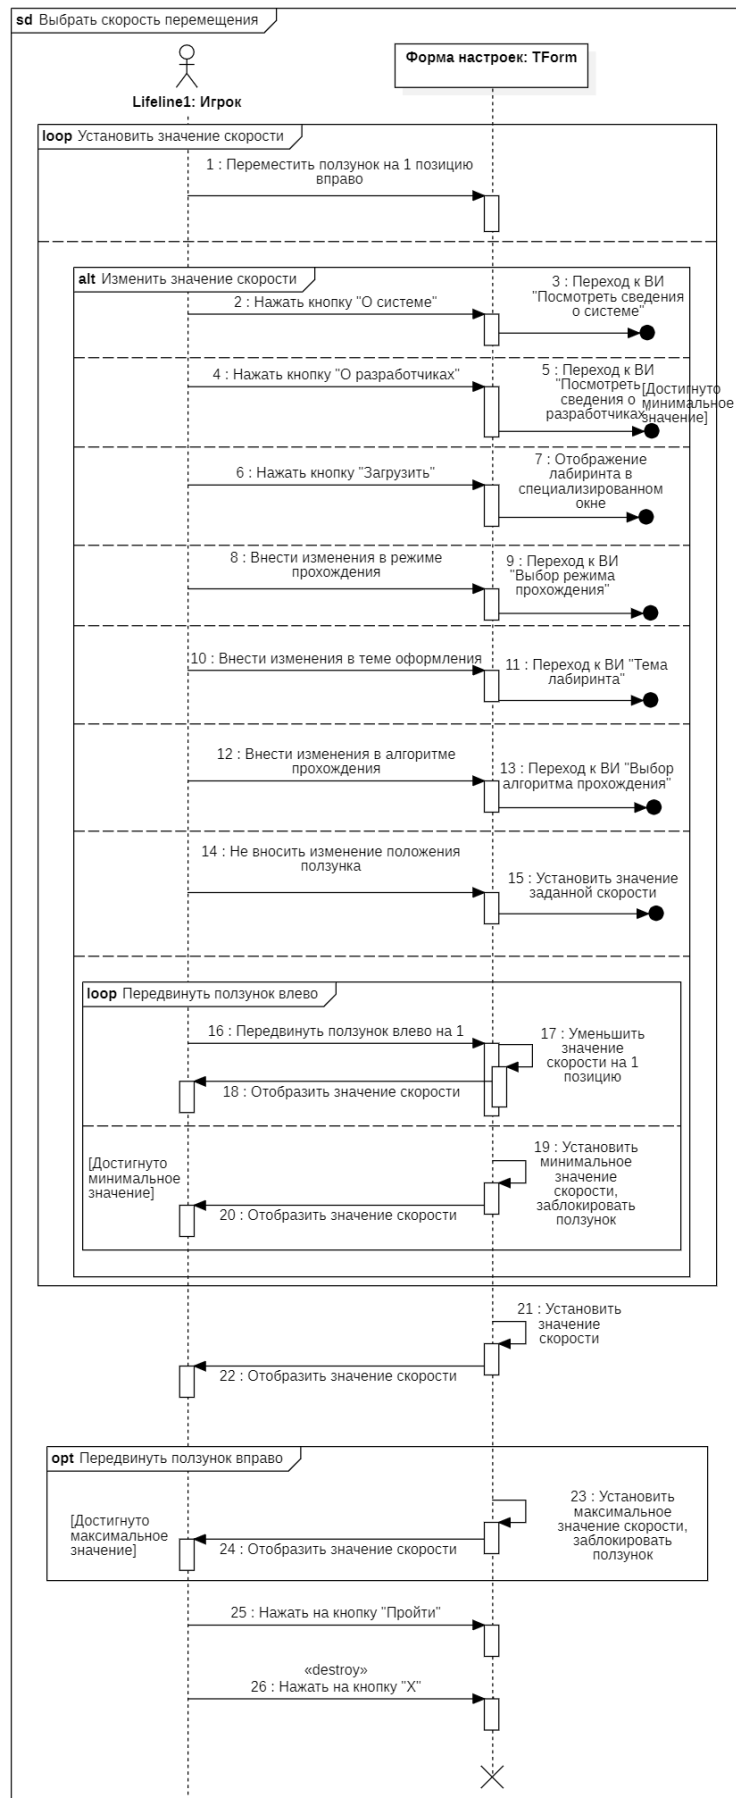 sd Выбрать скорость перемещения
Форма настроек: TForm
Lifeline1: Игрок
loop Установить значение скорости
1 : Переместить ползунок на 1 позицию
вправо
alt Изменить значение скорости
2 : Нажать кнопку "О системе"
3 : Переход к ВИ
"Посмотреть сведения
о системе"
4 : Нажать кнопку "О разработчиках"
5 : Переход к ВИ
"Посмотреть
сведения о
разработчиках"
[Достигнуто
минимальное
значение]
6 : Нажать кнопку "Загрузить"
7 : Отображение
лабиринта в
специализированном
окне
8 : Внести изменения в режиме
прохождения
9 : Переход к ВИ
"Выбор режима
прохождения"
10 : Внести изменения в теме оформления
11 : Переход к ВИ "Тема
лабиринта"
12 : Внести изменения в алгоритме
прохождения
13 : Переход к ВИ "Выбор
алгоритма прохождения"
14 : Не вносить изменение положения
ползунка
15 : Установить значение
заданной скорости
loop Передвинуть ползунок влево
16 : Передвинуть ползунок влево на 1
17 : Уменьшить
значение
скорости на 1
позицию
18 : Отобразить значение скорости
[Достигнуто
минимальное
значение]
19 : Установить
минимальное
значение
скорости,
заблокировать
ползунок
20 : Отобразить значение скорости
21 : Установить
значение
скорости
22 : Отобразить значение скорости
opt Передвинуть ползунок вправо
[Достигнуто
максимальное
значение]
23 : Установить
максимальное
значение скорости,
заблокировать
ползунок
24 : Отобразить значение скорости
25 : Нажать на кнопку "Пройти"
«destroy»
26 : Нажать на кнопку "X"